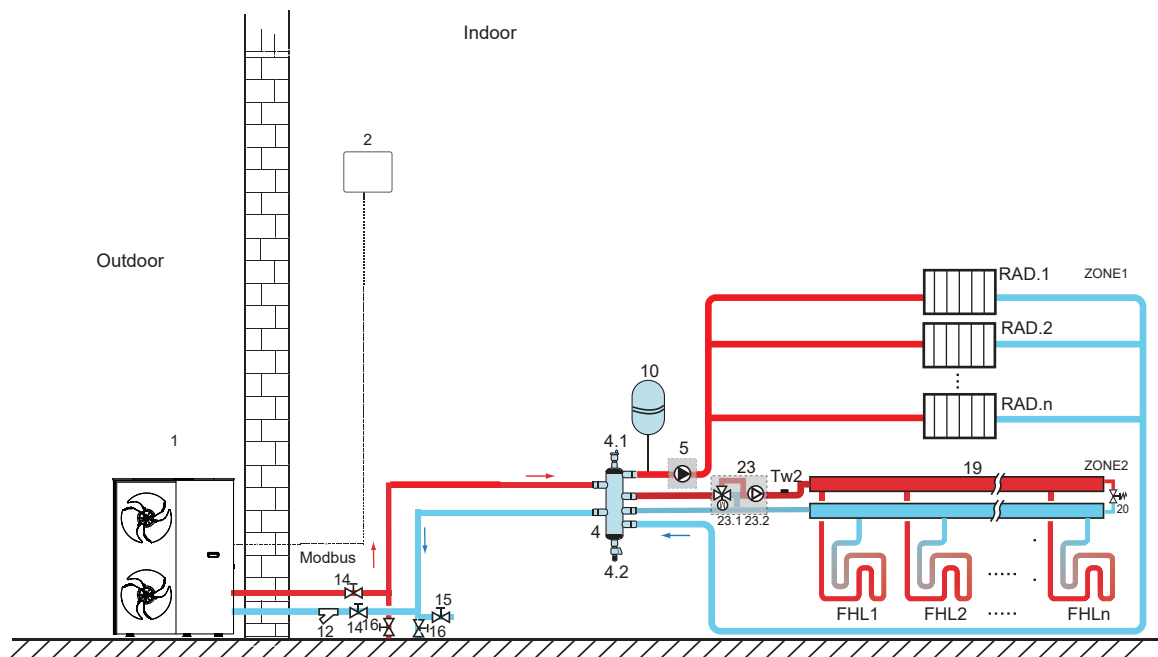 Indoor
2
Outdoor
RAD.1
ZONE1
RAD.2
10
RAD.n
1
4.1
5
23
Tw2
19
ZONE2
23.1
23.2
20
4
4.2
Modbus
14
15
12
14
16
16
FHL1
FHL2
FHLn